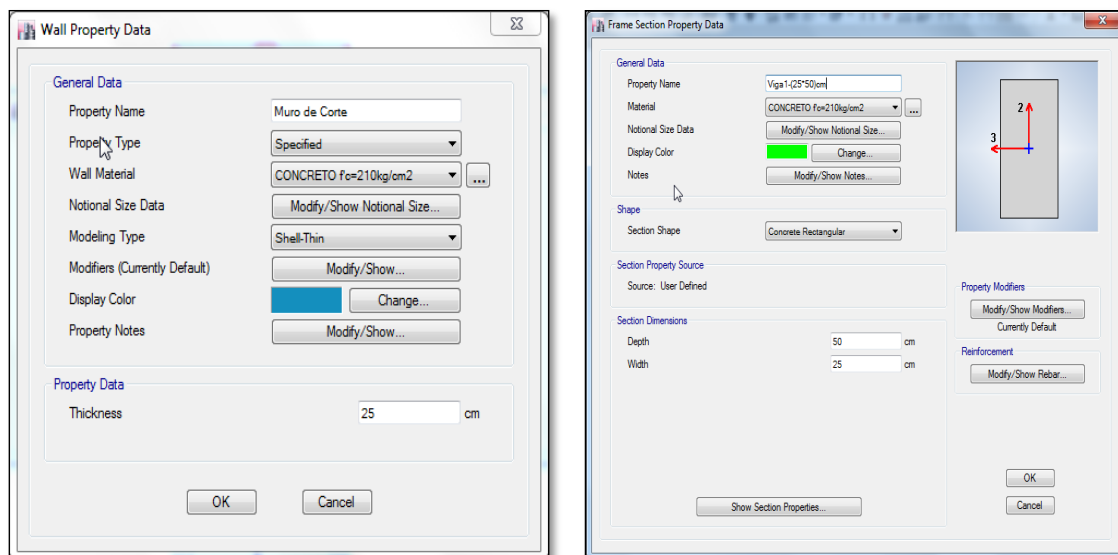 Wall Property Data
General Data
Property Name Muro de Corte
Property Type Specified
Wall Material CONCRETO f'c=210kg/cm2 ...
Notional Size Data Modify/Show Notional Size...
Modeling Type Shell-Thin
Modifiers (Currently Default) Modify/Show...
Display Color Change...
Property Notes Modify/Show...
Property Data
Thickness 25 cm
OK Cancel
Frame Section Property Data X
General Data
Property Name Viga1-(25*50)cm
Material CONCRETO f'c=210kg/cm2 ...
Notional Size Data Modify/Show Notional Size...
Display Color Change...
Notes Modify/Show Notes...
2
3
Shape
Section Shape Concrete Rectangular
Section Property Source
Source: User Defined
Section Dimensions
Depth 50 cm
Width 25 cm
Property Modifiers
Modify/Show Modifiers...
Currently Default
Reinforcement
Modify/Show Rebar...
Show Section Properties...
OK
Cancel